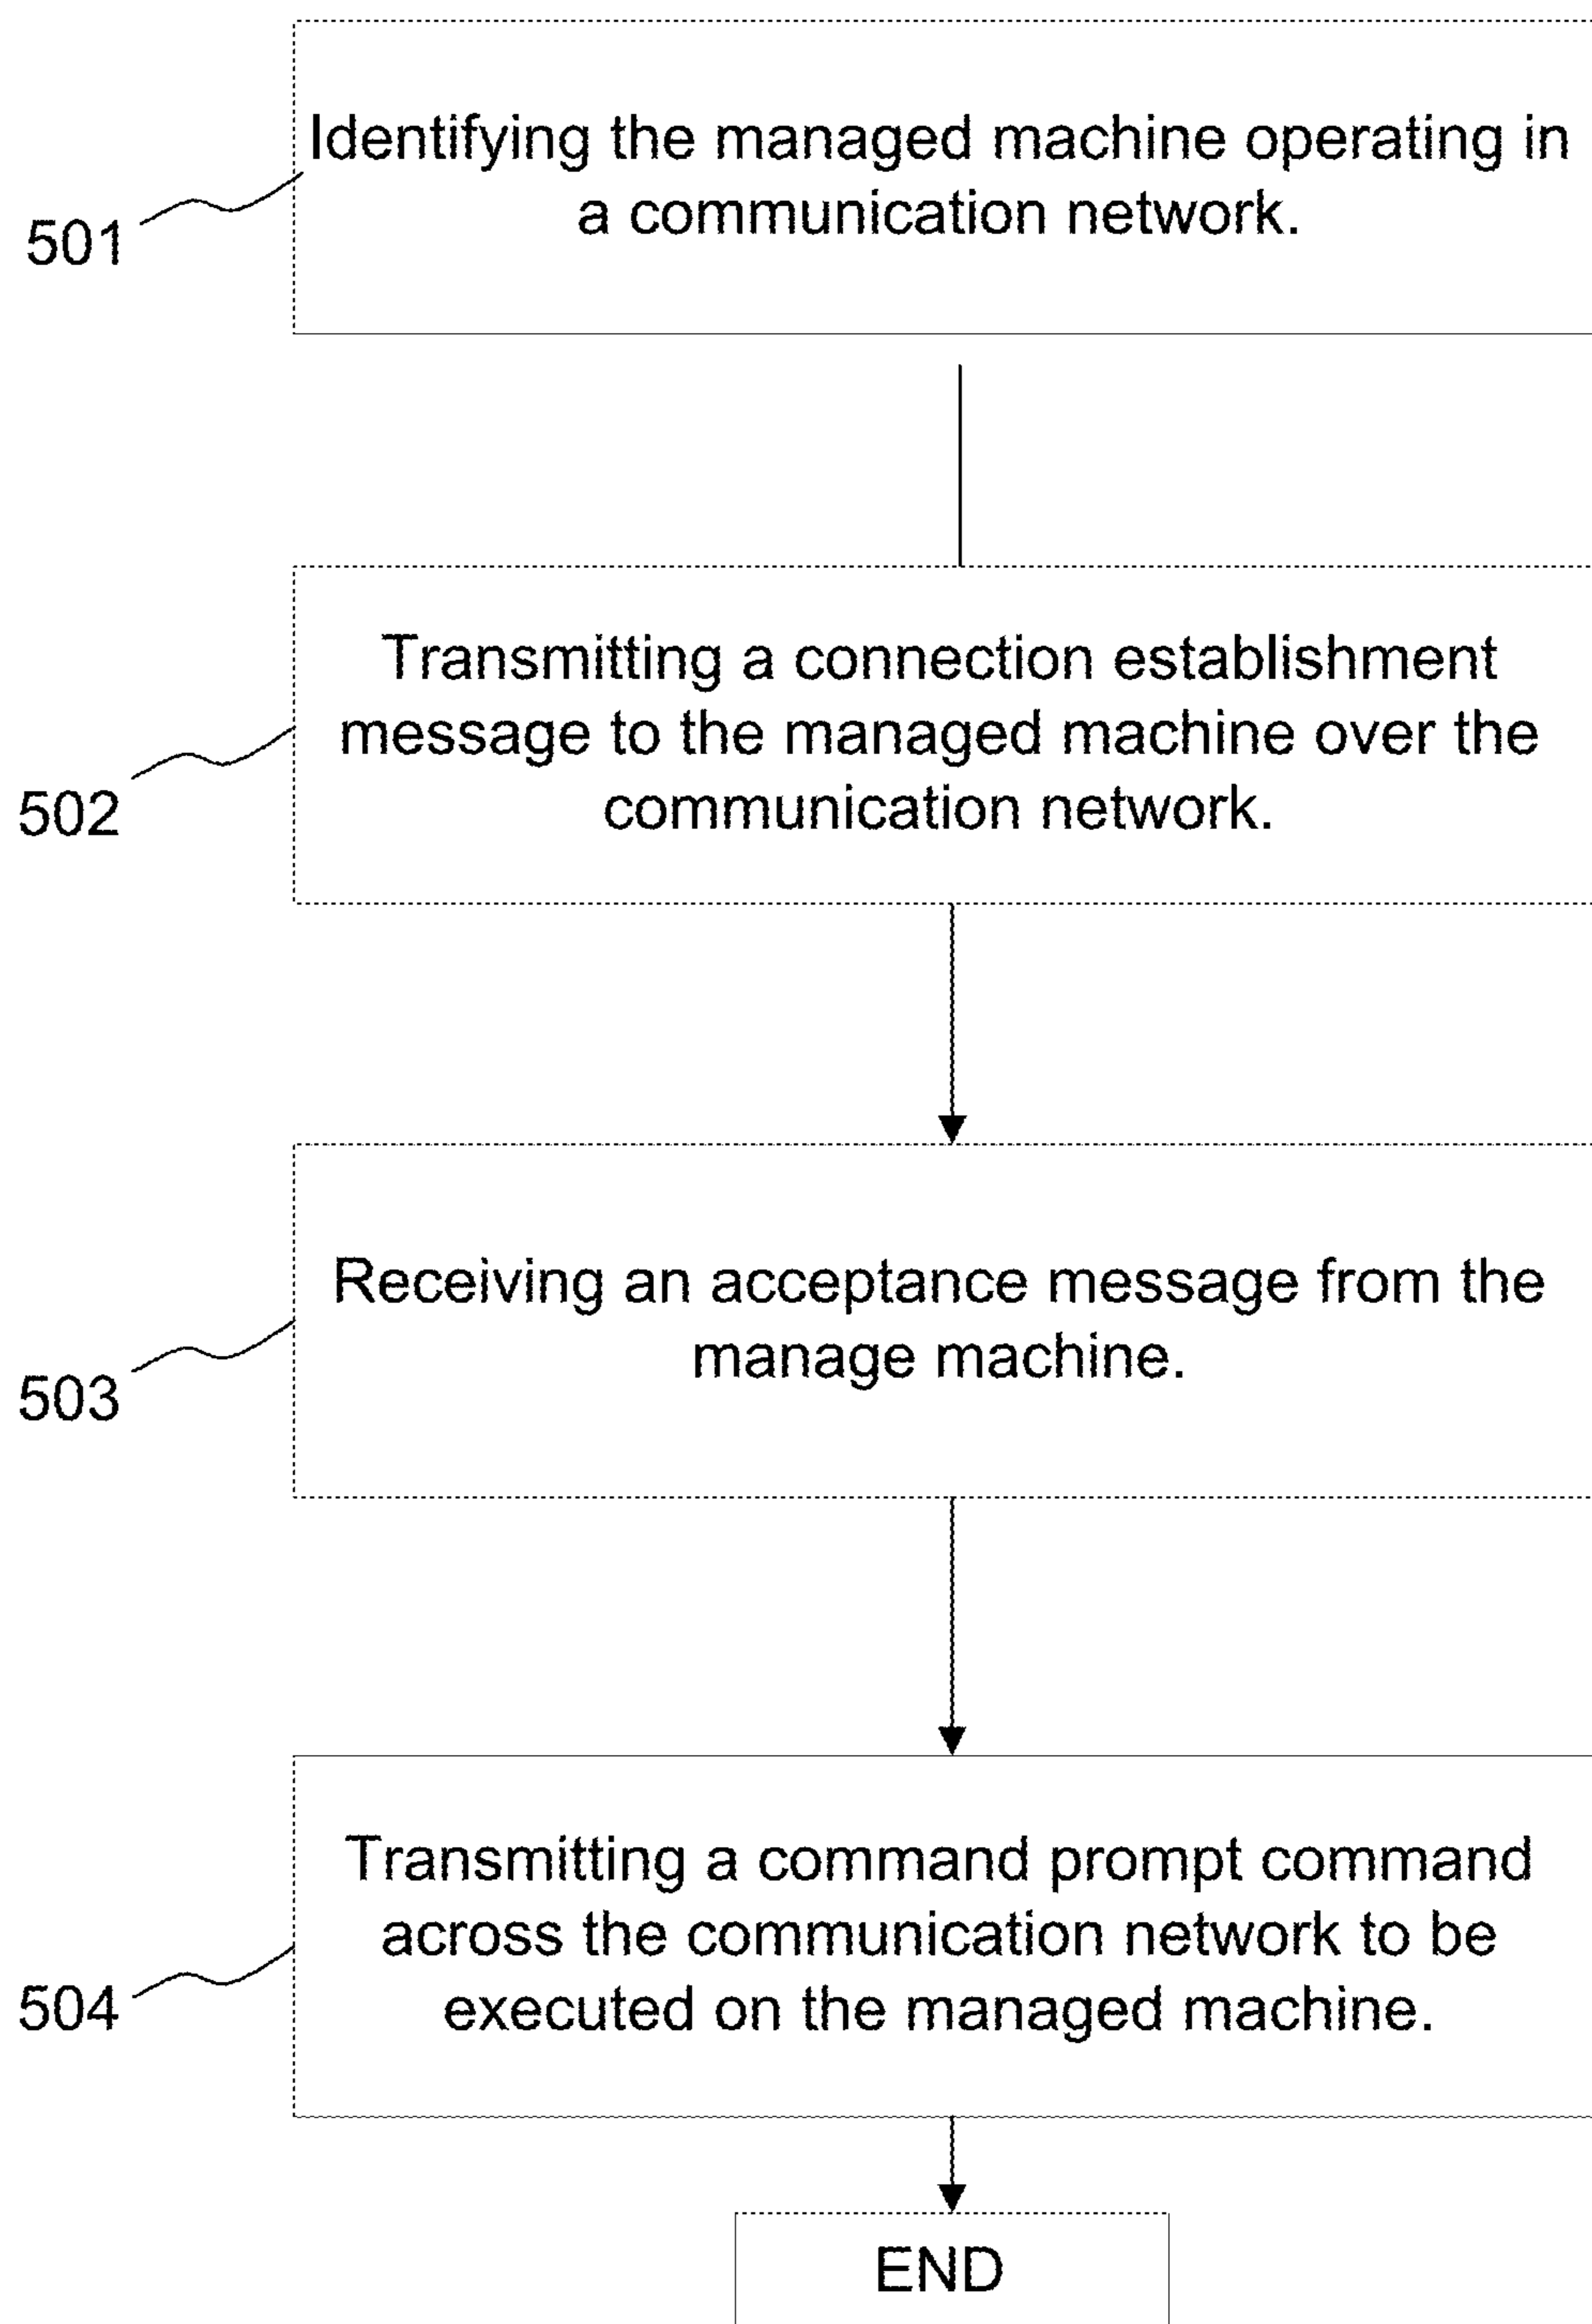 Identifying the managed machine operating in
a communication network.
501
Transmitting a connection establishment
message to the managed machine over the
communication network.
502
Receiving an acceptance message from the
manage machine.
503
Transmitting a command prompt command
across the communication network to be
executed on the managed machine.
504
END